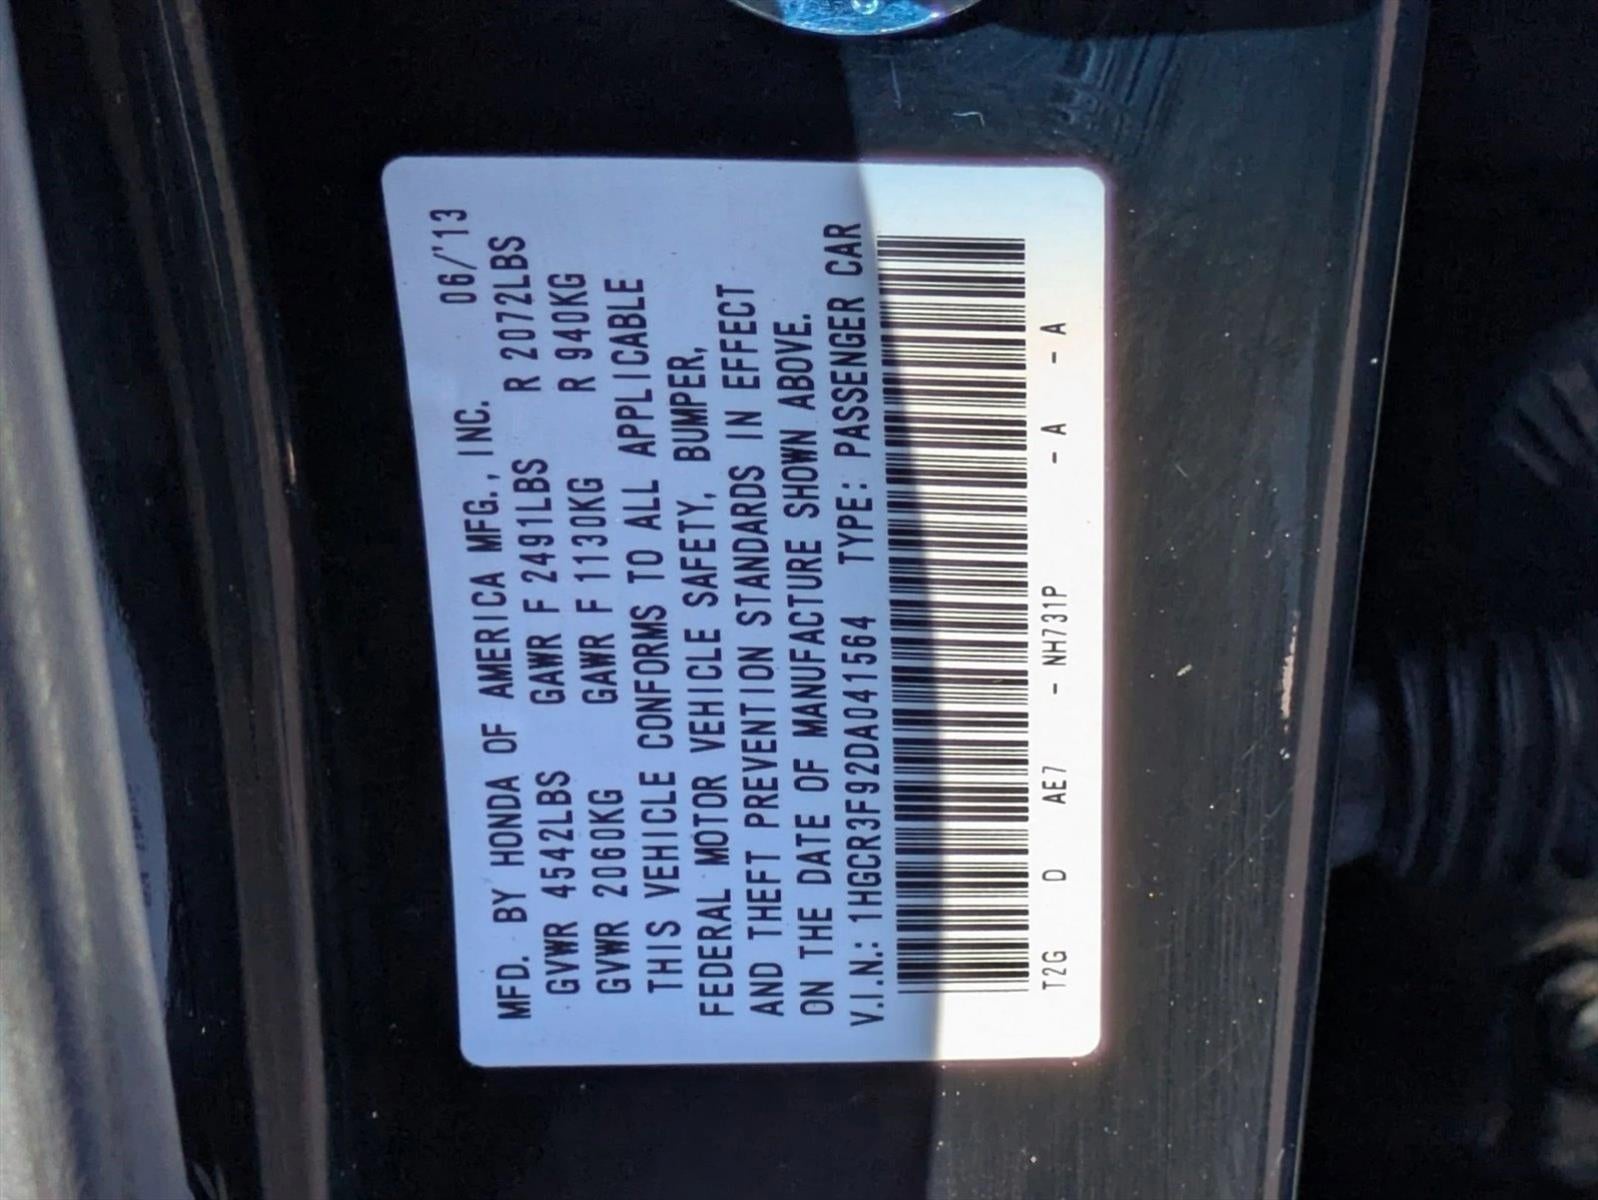 MFD. BY HONDA OF AMERICA MFG., INC. 06/'13
GVWR 4542LBS GAWR F 2491LBS R 2072LBS
GVWR 2060KG GAWR F 1130KG R 940KG
THIS VEHICLE CONFORMS TO ALL APPLICABLE
FEDERAL MOTOR VEHICLE SAFETY, BUMPER,
AND THEFT PREVENTION STANDARDS IN EFFECT
ON THE DATE OF MANUFACTURE SHOWN ABOVE.
V.I.N.: 1HGCR3F92DA041564 TYPE: PASSENGER CAR
T2G D AE7 - NH731P - A - A